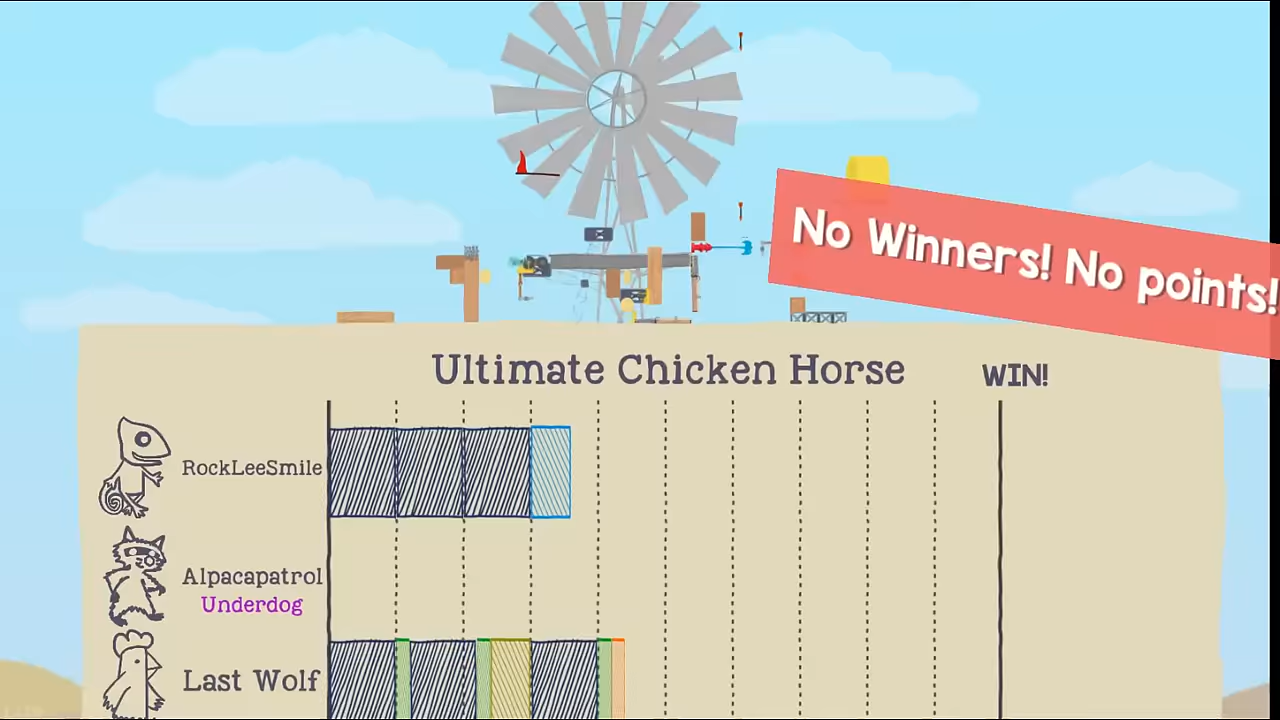 No Winners! No points!
Ultimate Chicken Horse
WIN!
RockLeeSmile
Alpacapatrol
Underdog
Last Wolf